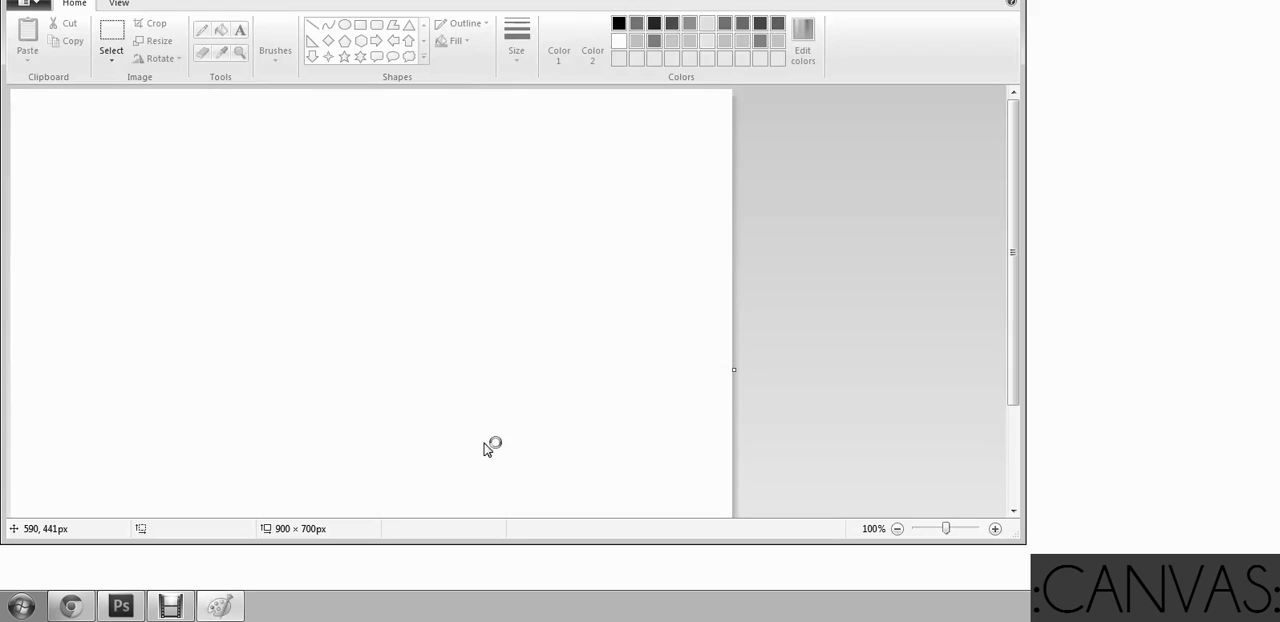 Home View
Cut
Copy
Paste
Clipboard
Select
Crop
Resize
Rotate
Image
A
Tools
Brushes
Outline
Fill
Shapes
Size
Color 1
Color 2
Edit colors
Colors
590, 441px
900 × 700px
100%
Ps
:CANVAS: